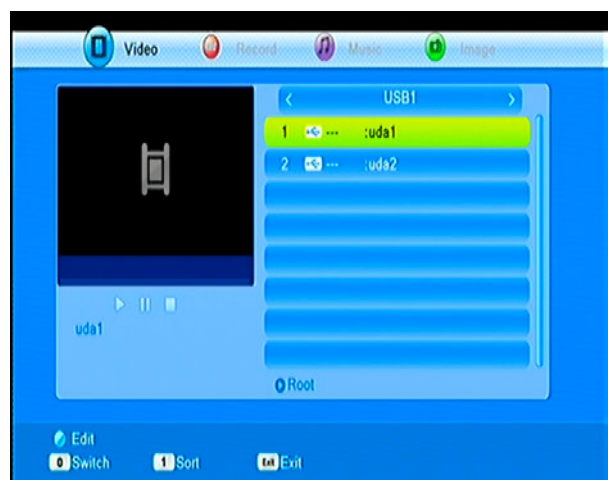 Video Record Music Image
USB1
1 --- :uda1
2 --- :uda2
uda1
Root
Edit
0 Switch 1 Sort Exit Exit